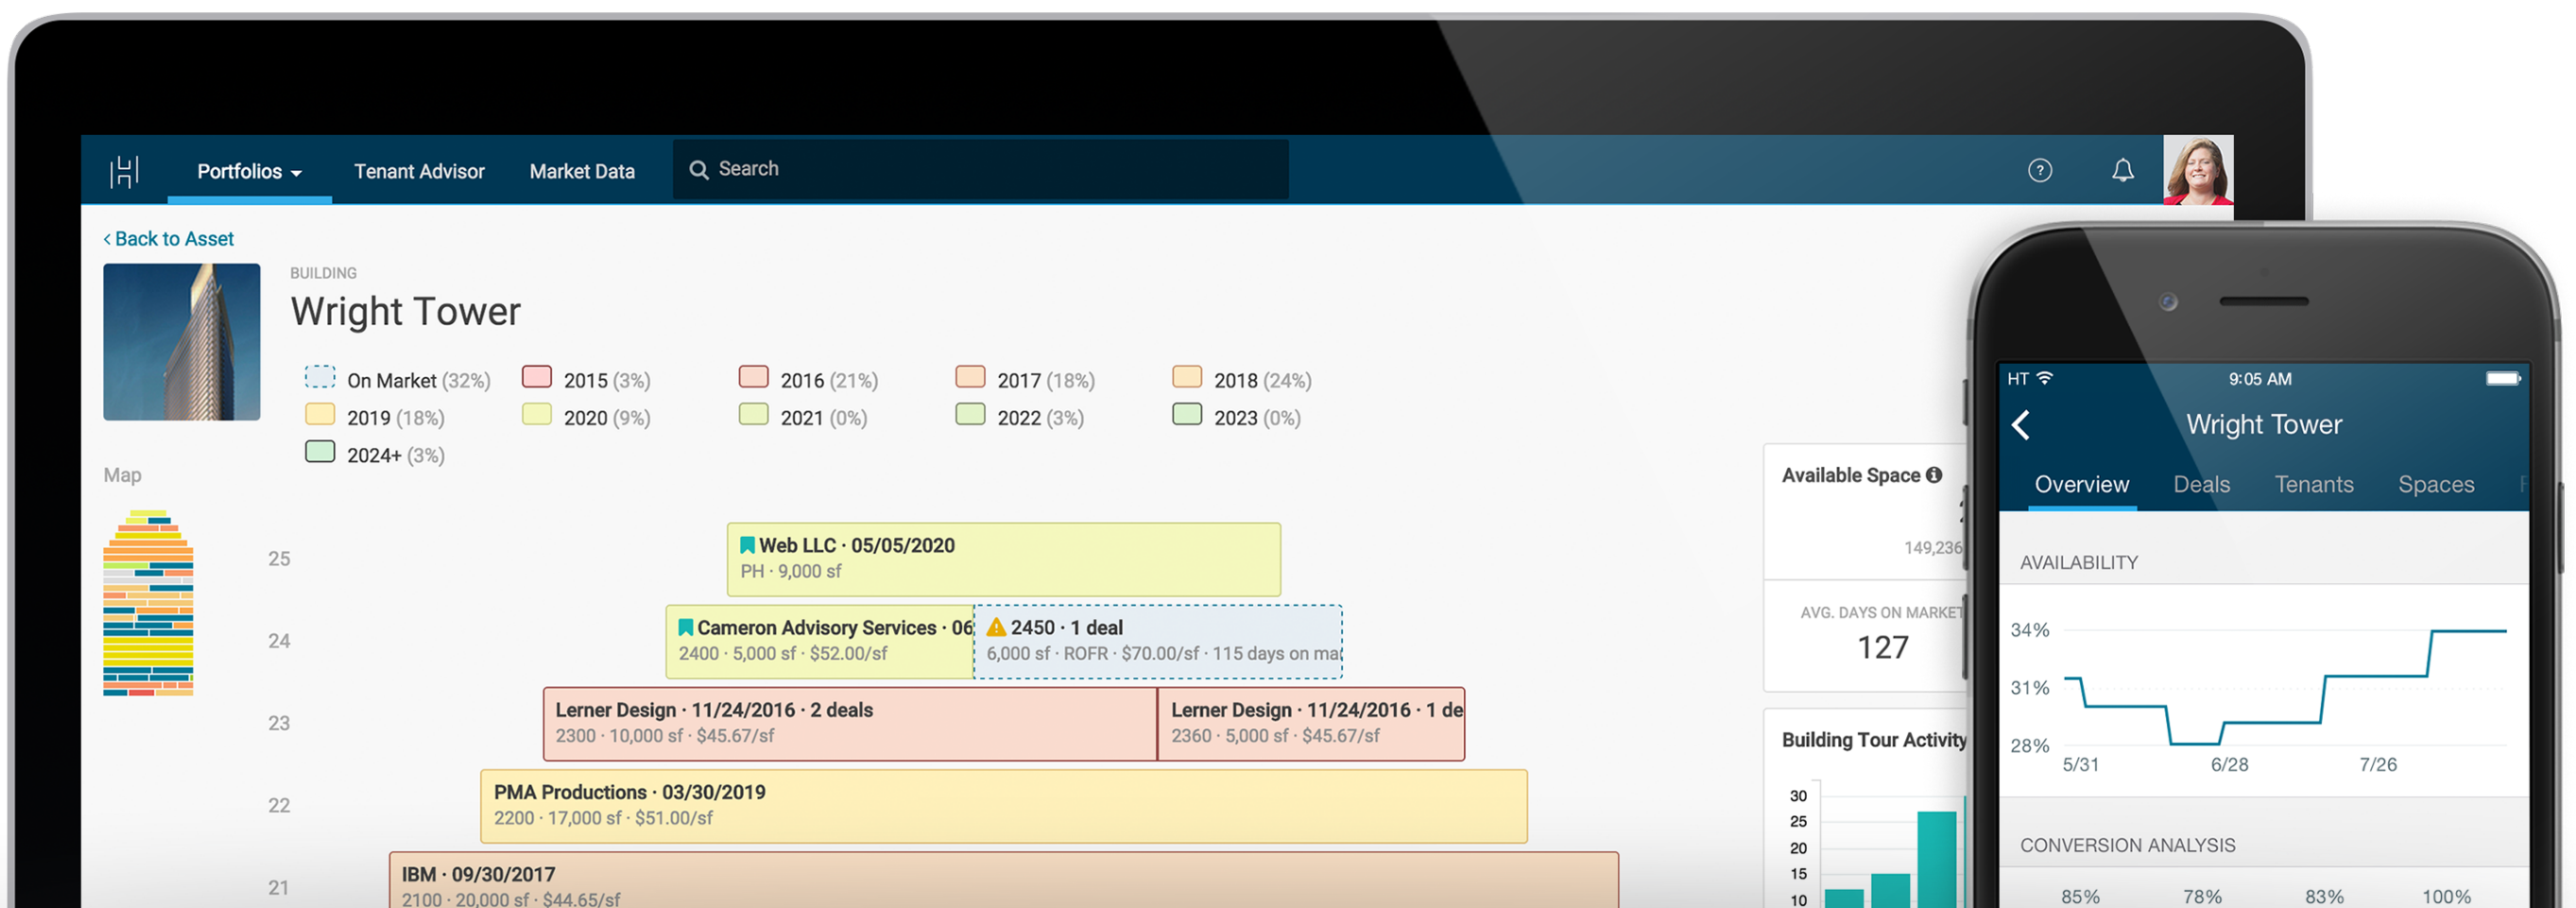 Portfolios Tenant Advisor Market Data Search
?
Back to Asset
BUILDING
Wright Tower
On Market (32%) 2015 (3%) 2016 (21%) 2017 (18%) 2018 (24%)
2019 (18%) 2020 (9%) 2021 (0%) 2022 (3%) 2023 (0%)
2024+ (3%)
Map
25
Web LLC · 05/05/2020
PH · 9,000 sf
24
Cameron Advisory Services · 06
2400 · 5,000 sf · $52.00/sf
2450 · 1 deal
6,000 sf · ROFR · $70.00/sf · 115 days on ma
23
Lerner Design · 11/24/2016 · 2 deals
2300 · 10,000 sf · $45.67/sf
Lerner Design · 11/24/2016 · 1 de
2360 · 5,000 sf · $45.67/sf
22
PMA Productions · 03/30/2019
2200 · 17,000 sf · $51.00/sf
21
IBM · 09/30/2017
2100 · 20,000 sf · $44.65/sf
Available Space
149,236
AVG. DAYS ON MARKET
127
Building Tour Activity
30
25
20
15
10
HT 9:05 AM
Wright Tower
Overview Deals Tenants Spaces
AVAILABILITY
34%
31%
28%
5/31 6/28 7/26
CONVERSION ANALYSIS
85% 78% 83% 100%